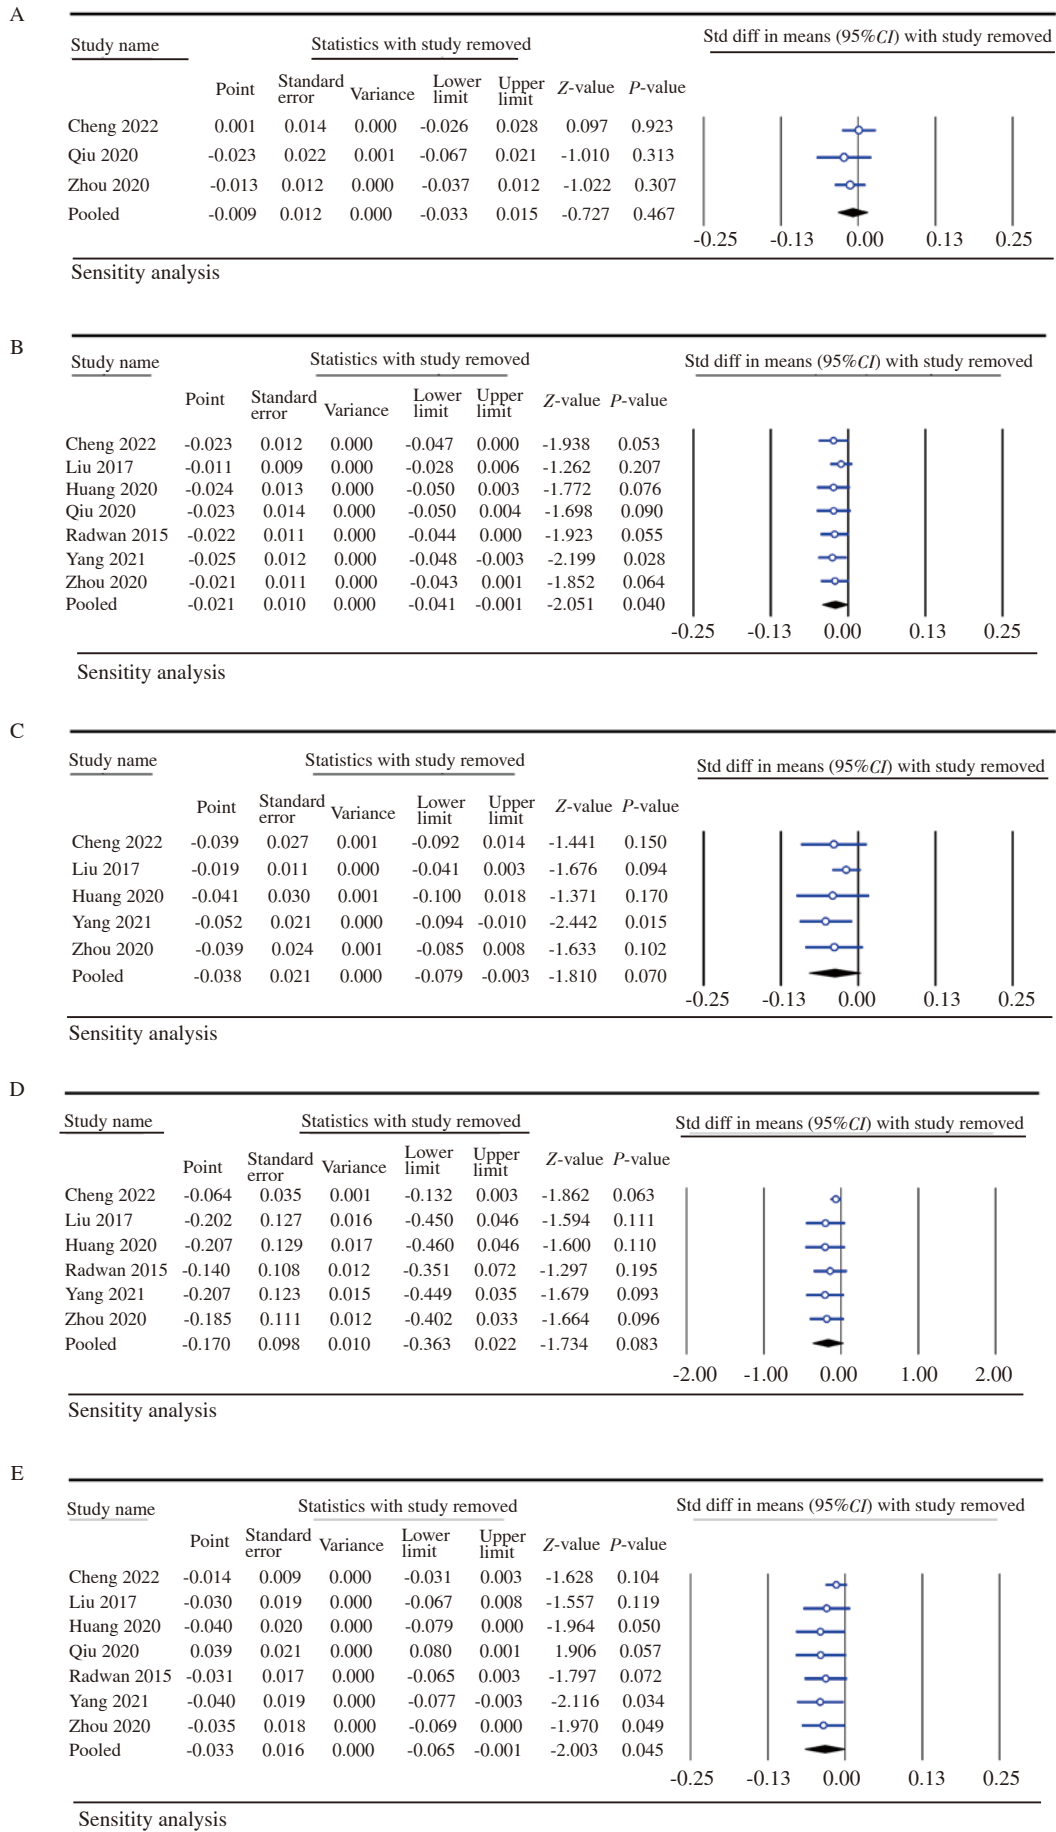 A
Study name Statistics with study removed Std diff in means (95%CI) with study removed
Point Standard error Variance Lower limit Upper limit Z-value P-value
Cheng 2022 0.001 0.014 0.000 -0.026 0.028 0.097 0.923
Qiu 2020 -0.023 0.022 0.001 -0.067 0.021 -1.010 0.313
Zhou 2020 -0.013 0.012 0.000 -0.037 0.012 -1.022 0.307
Pooled -0.009 0.012 0.000 -0.033 0.015 -0.727 0.467
-0.25 -0.13 0.00 0.13 0.25
Sensitity analysis
B
Study name Statistics with study removed Std diff in means (95%CI) with study removed
Point Standard error Variance Lower limit Upper limit Z-value P-value
Cheng 2022 -0.023 0.012 0.000 -0.047 0.000 -1.938 0.053
Liu 2017 -0.011 0.009 0.000 -0.028 0.006 -1.262 0.207
Huang 2020 -0.024 0.013 0.000 -0.050 0.003 -1.772 0.076
Qiu 2020 -0.023 0.014 0.000 -0.050 0.004 -1.698 0.090
Radwan 2015 -0.022 0.011 0.000 -0.044 0.000 -1.923 0.055
Yang 2021 -0.025 0.012 0.000 -0.048 -0.003 -2.199 0.028
Zhou 2020 -0.021 0.011 0.000 -0.043 0.001 -1.852 0.064
Pooled -0.021 0.010 0.000 -0.041 -0.001 -2.051 0.040
-0.25 -0.13 0.00 0.13 0.25
Sensitity analysis
C
Study name Statistics with study removed Std diff in means (95%CI) with study removed
Point Standard error Variance Lower limit Upper limit Z-value P-value
Cheng 2022 -0.039 0.027 0.001 -0.092 0.014 -1.441 0.150
Liu 2017 -0.019 0.011 0.000 -0.041 0.003 -1.676 0.094
Huang 2020 -0.041 0.030 0.001 -0.100 0.018 -1.371 0.170
Yang 2021 -0.052 0.021 0.000 -0.094 -0.010 -2.442 0.015
Zhou 2020 -0.039 0.024 0.001 -0.085 0.008 -1.633 0.102
Pooled -0.038 0.021 0.000 -0.079 -0.003 -1.810 0.070
-0.25 -0.13 0.00 0.13 0.25
Sensitity analysis
D
Study name Statistics with study removed Std diff in means (95%CI) with study removed
Point Standard error Variance Lower limit Upper limit Z-value P-value
Cheng 2022 -0.064 0.035 0.001 -0.132 0.003 -1.862 0.063
Liu 2017 -0.202 0.127 0.016 -0.450 0.046 -1.594 0.111
Huang 2020 -0.207 0.129 0.017 -0.460 0.046 -1.600 0.110
Radwan 2015 -0.140 0.108 0.012 -0.351 0.072 -1.297 0.195
Yang 2021 -0.207 0.123 0.015 -0.449 0.035 -1.679 0.093
Zhou 2020 -0.185 0.111 0.012 -0.402 0.033 -1.664 0.096
Pooled -0.170 0.098 0.010 -0.363 0.022 -1.734 0.083
-2.00 -1.00 0.00 1.00 2.00
Sensitity analysis
E
Study name Statistics with study removed Std diff in means (95%CI) with study removed
Point Standard error Variance Lower limit Upper limit Z-value P-value
Cheng 2022 -0.014 0.009 0.000 -0.031 0.003 -1.628 0.104
Liu 2017 -0.030 0.019 0.000 -0.067 0.008 -1.557 0.119
Huang 2020 -0.040 0.020 0.000 -0.079 0.000 -1.964 0.050
Qiu 2020 0.039 0.021 0.000 0.080 0.001 1.906 0.057
Radwan 2015 -0.031 0.017 0.000 -0.065 0.003 -1.797 0.072
Yang 2021 -0.040 0.019 0.000 -0.077 -0.003 -2.116 0.034
Zhou 2020 -0.035 0.018 0.000 -0.069 0.000 -1.970 0.049
Pooled -0.033 0.016 0.000 -0.065 -0.001 -2.003 0.045
-0.25 -0.13 0.00 0.13 0.25
Sensitity analysis